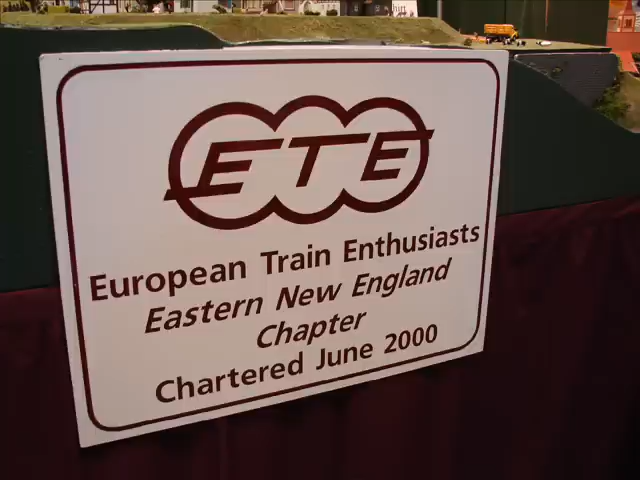 ETE
European Train Enthusiasts
Eastern New England
Chapter
Chartered June 2000